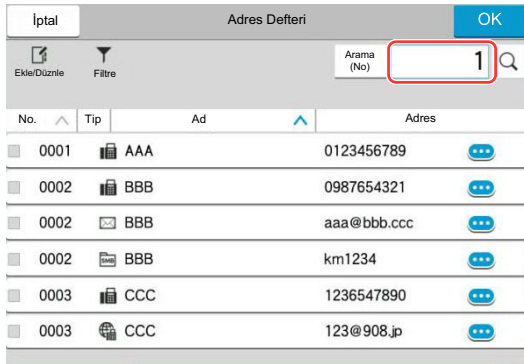 İptal Adres Defteri OK
Ekle/Düznle Filtre Arama (No) 1
No. Tip Ad Adres
0001 AAA 0123456789
0002 BBB 0987654321
0002 BBB aaa@bbb.ccc
0002 SMB BBB km1234
0003 CCC 1236547890
0003 CCC 123@908.jp